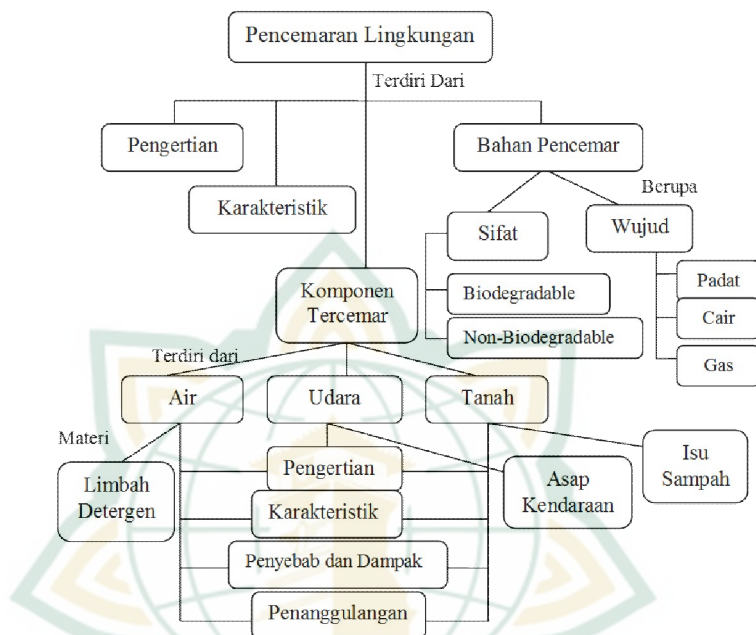 Pencemaran Lingkungan
Terdiri Dari
Pengertian
Bahan Pencemar
Karakteristik
Berupa
Sifat
Wujud
Komponen
Tercemar
Biodegradable
Non-Biodegradable
Padat
Cair
Gas
Terdiri dari
Air
Udara
Tanah
Materi
Limbah
Detergen
Pengertian
Karakteristik
Penyebab dan Dampak
Penanggulangan
Asap
Kendaraan
Isu
Sampah